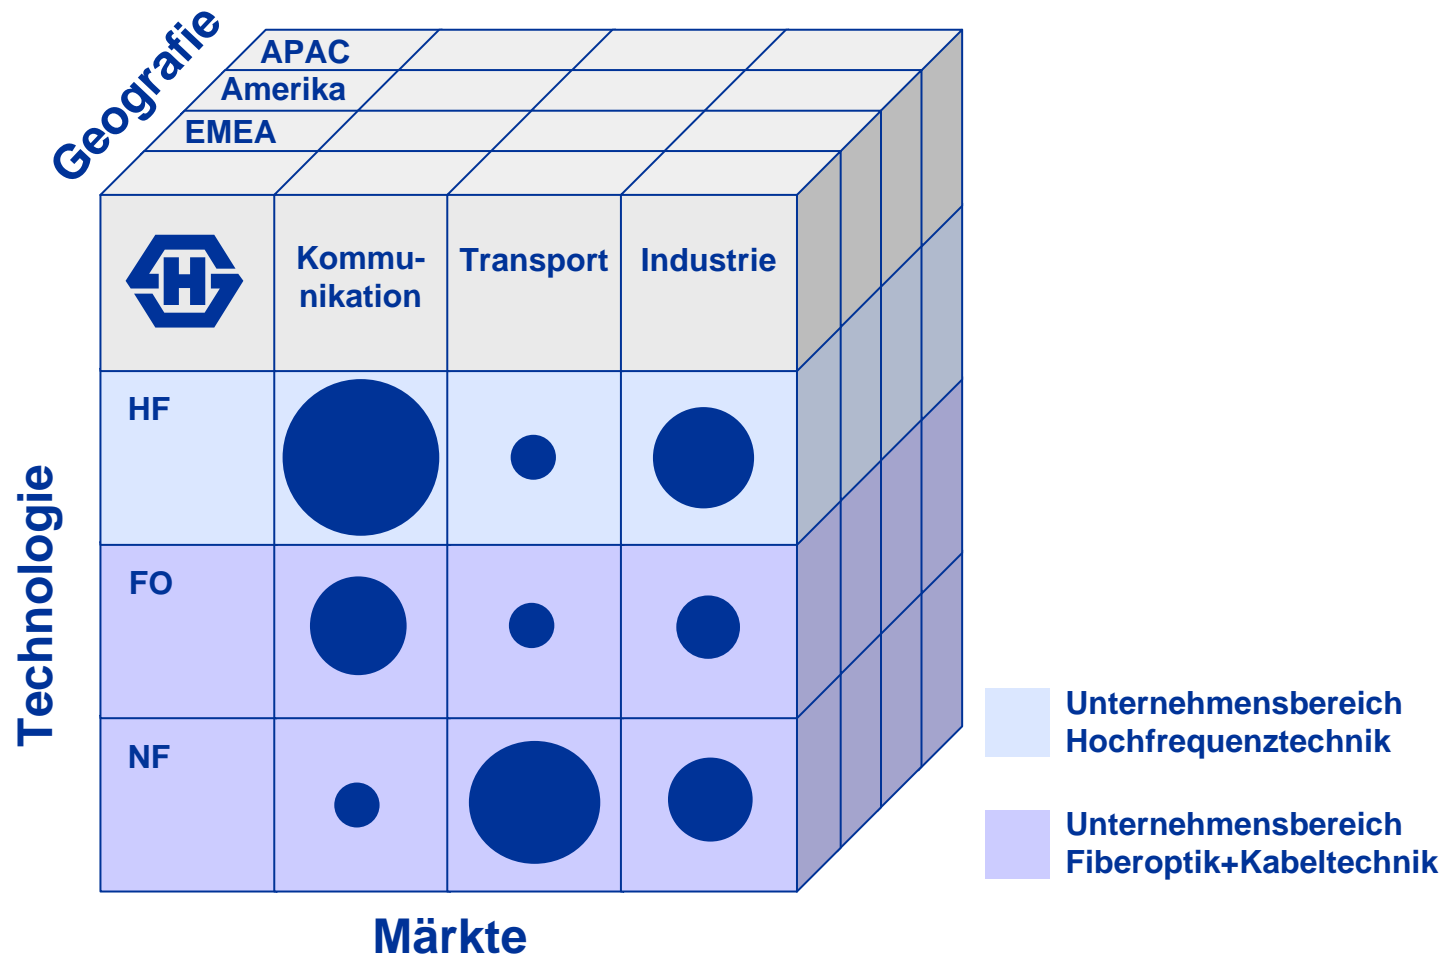 Geografie
APAC
Amerika
EMEA
H
Kommu-
nikation
Transport
Industrie
HF
FO
NF
Technologie
Märkte
Unternehmensbereich
Hochfrequenztechnik
Unternehmensbereich
Fiberoptik+Kabeltechnik